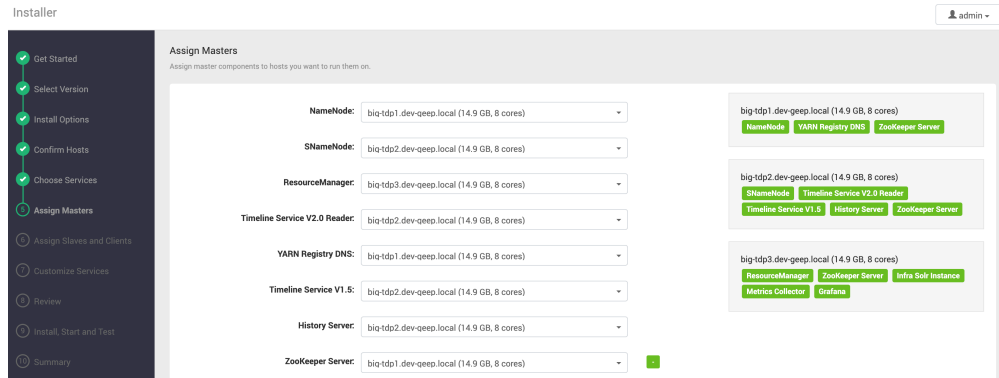 Installer
admin
Get Started
Select Version
Install Options
Confirm Hosts
Choose Services
5 Assign Masters
6 Assign Slaves and Clients
7 Customize Services
8 Review
9 Install, Start and Test
10 Summary
Assign Masters
Assign master components to hosts you want to run them on.
NameNode: big-tdp1.dev-geep.local (14.9 GB, 8 cores)
SNameNode: big-tdp2.dev-geep.local (14.9 GB, 8 cores)
ResourceManager: big-tdp3.dev-geep.local (14.9 GB, 8 cores)
Timeline Service V2.0 Reader: big-tdp2.dev-geep.local (14.9 GB, 8 cores)
YARN Registry DNS: big-tdp1.dev-geep.local (14.9 GB, 8 cores)
Timeline Service V1.5: big-tdp2.dev-geep.local (14.9 GB, 8 cores)
History Server: big-tdp2.dev-geep.local (14.9 GB, 8 cores)
ZooKeeper Server: big-tdp1.dev-geep.local (14.9 GB, 8 cores) -
big-tdp1.dev-geep.local (14.9 GB, 8 cores)
NameNode YARN Registry DNS ZooKeeper Server
big-tdp2.dev-geep.local (14.9 GB, 8 cores)
SNameNode Timeline Service V2.0 Reader
Timeline Service V1.5 History Server ZooKeeper Server
big-tdp3.dev-geep.local (14.9 GB, 8 cores)
ResourceManager ZooKeeper Server Infra Solr Instance
Metrics Collector Grafana